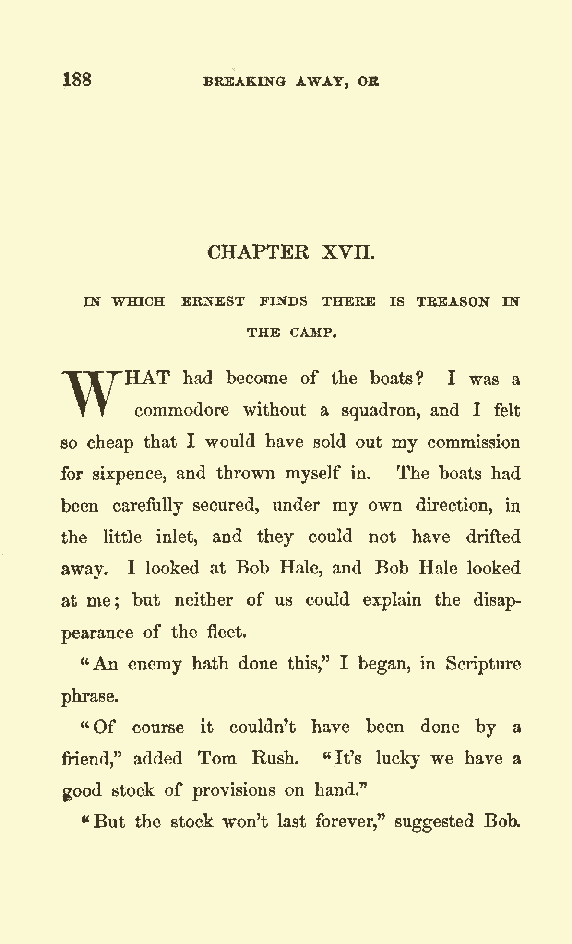 188 BREAKING AWAY, OR
CHAPTER XVII.
IN WHICH ERNEST FINDS THERE IS TREASON IN
THE CAMP.
WHAT had become of the boats? I was a
commodore without a squadron, and I felt
so cheap that I would have sold out my commission
for sixpence, and thrown myself in. The boats had
been carefully secured, under my own direction, in
the little inlet, and they could not have drifted
away. I looked at Bob Hale, and Bob Hale looked
at me; but neither of us could explain the disap-
pearance of the fleet.
“An enemy hath done this,” I began, in Scripture
phrase.
“Of course it couldn’t have been done by a
friend,” added Tom Rush. “It’s lucky we have a
good stock of provisions on hand.”
“But the stock won’t last forever,” suggested Bob.